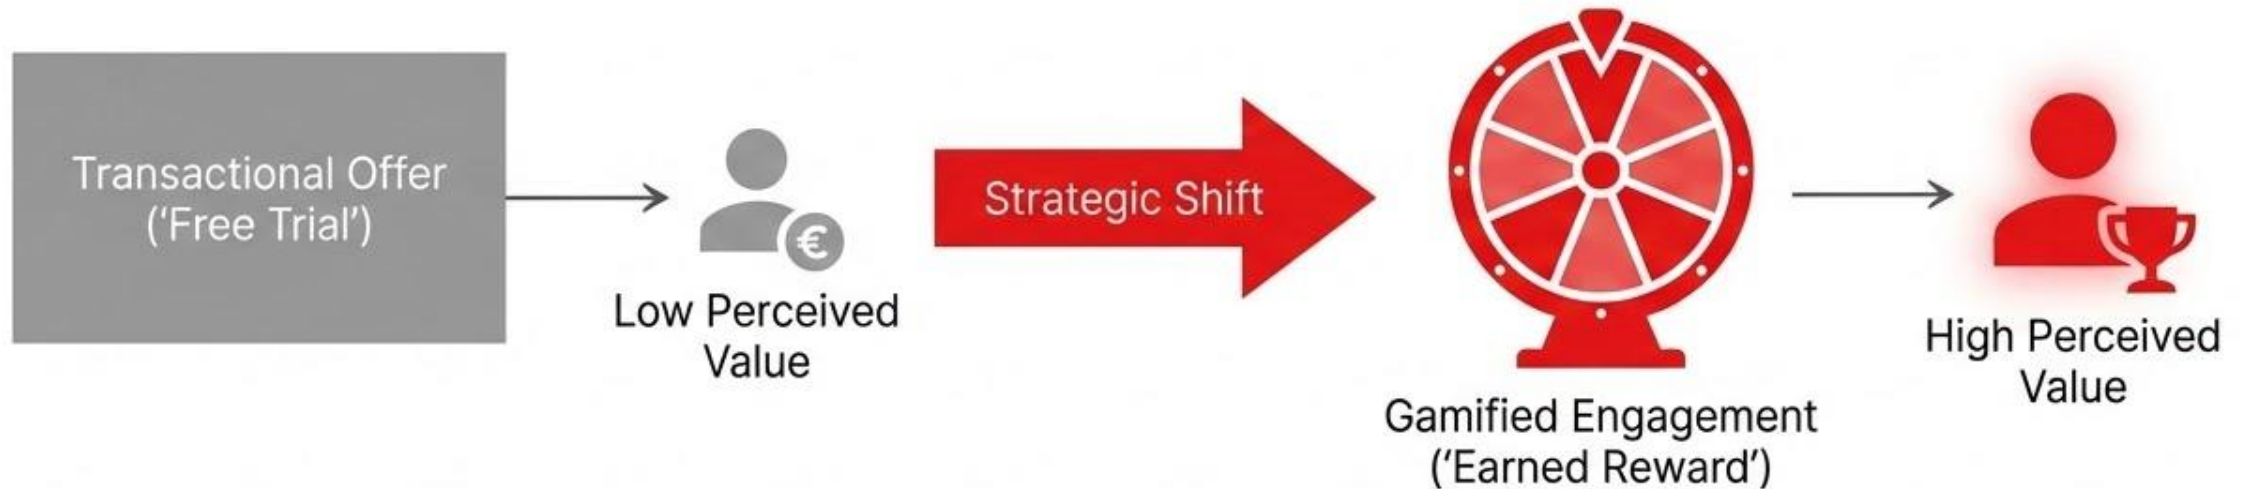 Transactional Offer
(‘Free Trial’)
€
Low Perceived
Value
Strategic Shift
Gamified Engagement
(‘Earned Reward’)
High Perceived
Value